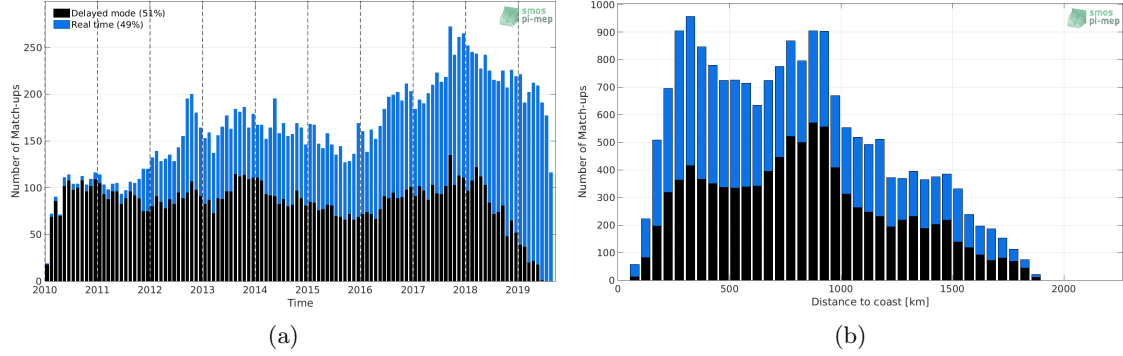 Delayed mode (51%)
Real time (49%)
smos
pi-mep
Number of Match-ups
250
200
150
100
50
0
2010 2011 2012 2013 2014 2015 2016 2017 2018 2019
Time
(a)
smos
pi-mep
Number of Match-ups
1000
900
800
700
600
500
400
300
200
100
0
0 500 1000 1500 2000
Distance to coast [km]
(b)